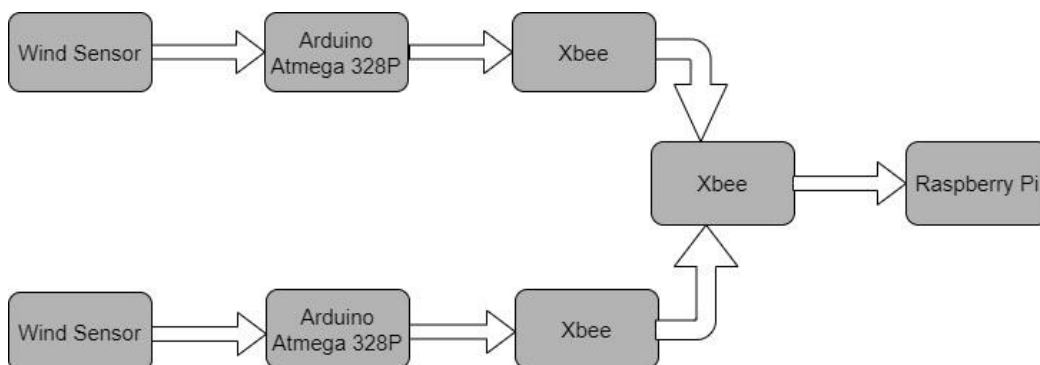 Wind Sensor
Arduino
Atmega 328P
Xbee
Xbee
Raspberry Pi
Wind Sensor
Arduino
Atmega 328P
Xbee